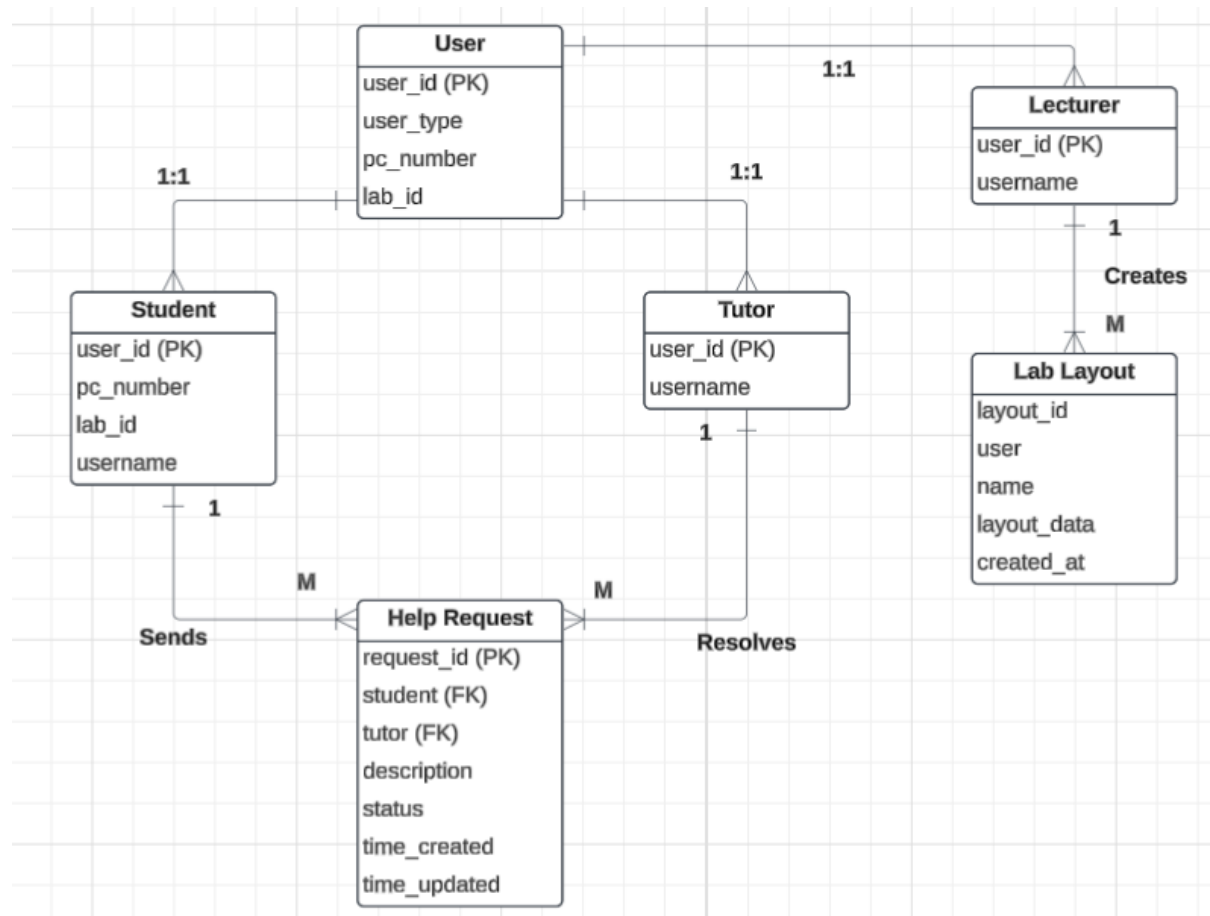 User
user_id (PK)
user_type
pc_number
lab_id
1:1
1:1
1:1
Lecturer
user_id (PK)
username
1
Creates
M
Lab Layout
layout_id
user
name
layout_data
created_at
Student
user_id (PK)
pc_number
lab_id
username
1
Sends
M
Tutor
user_id (PK)
username
1
Resolves
M
Help Request
request_id (PK)
student (FK)
tutor (FK)
description
status
time_created
time_updated